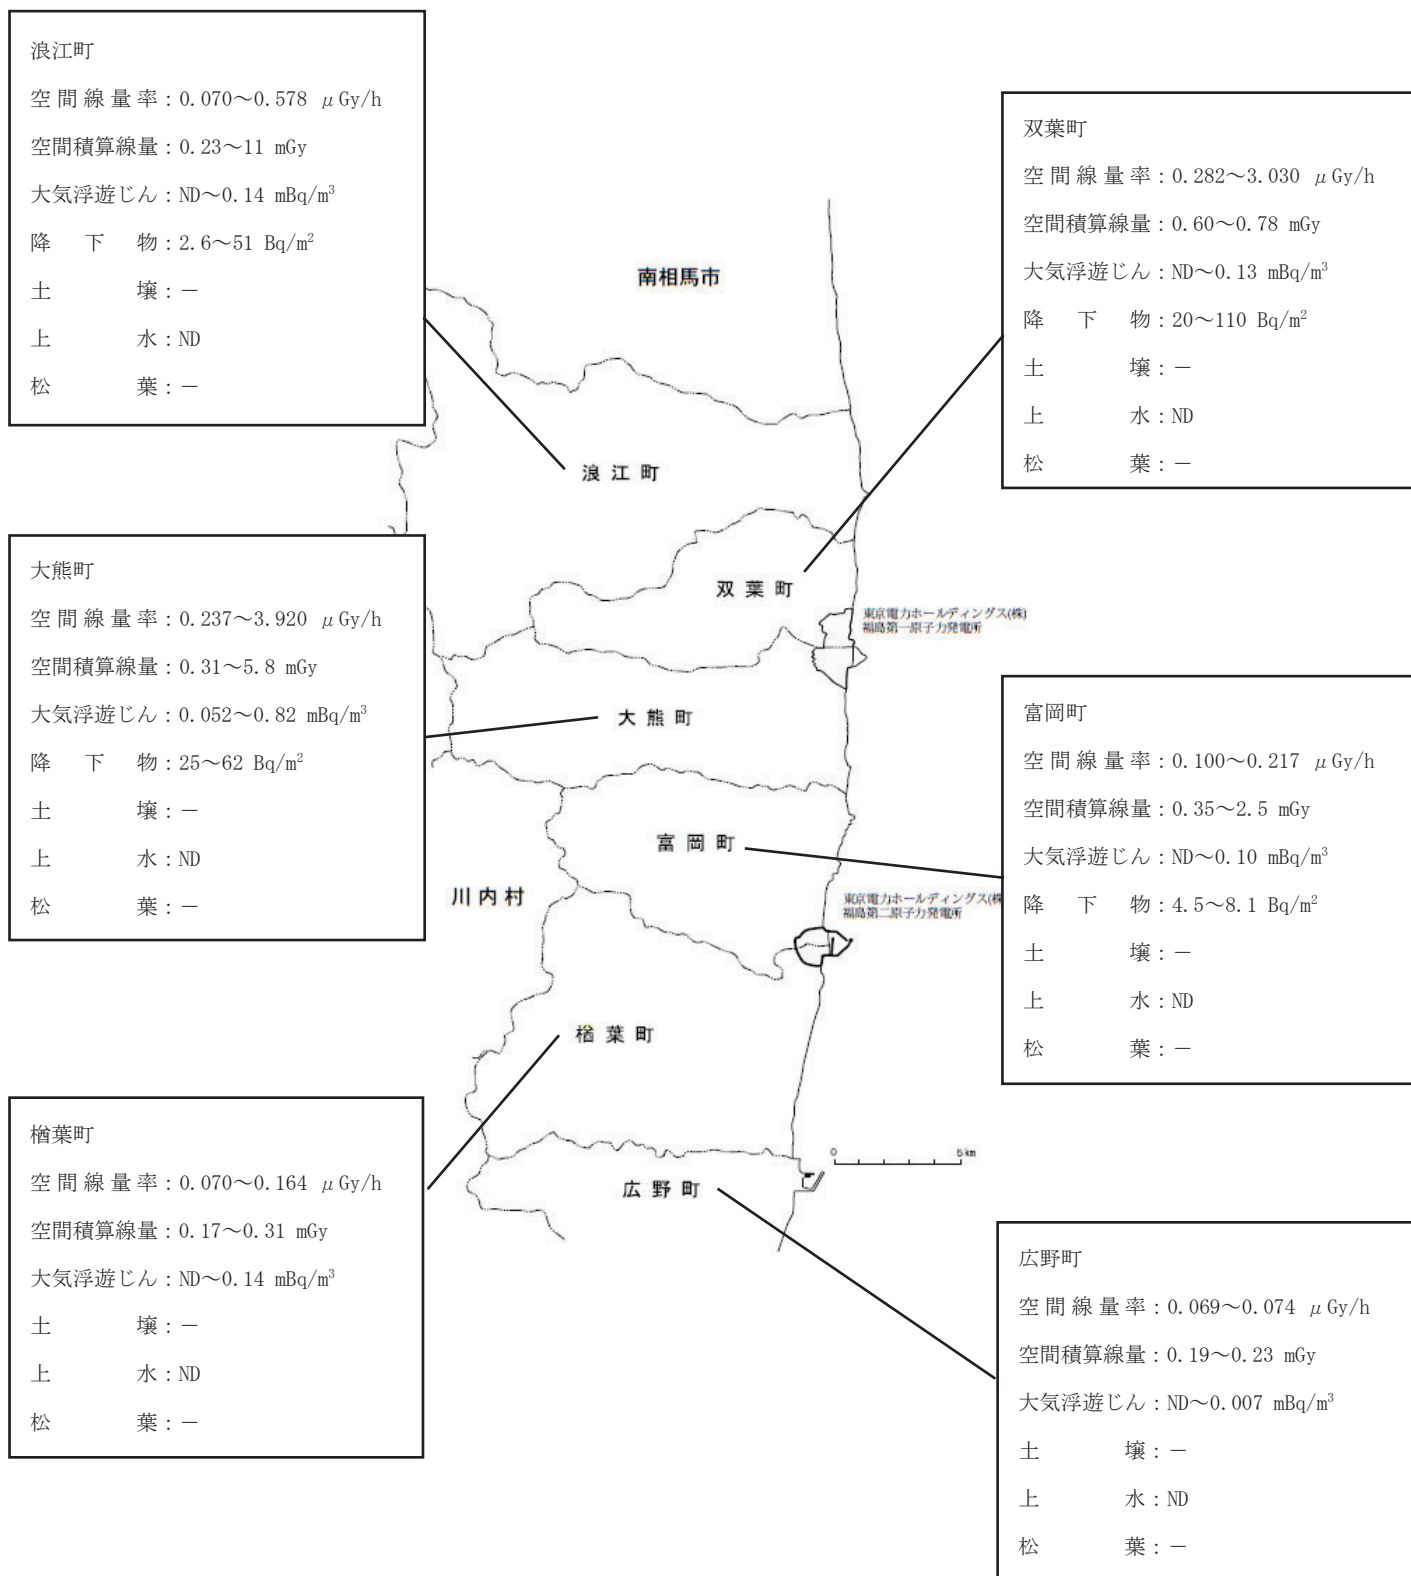 浪江町
空間線量率：0.070～0.578 μGy/h
空間積算線量：0.23～11 mGy
大気浮遊じん：ND～0.14 mBq/m³
降下物：2.6～51 Bq/m²
土壌：－
上水：ND
松葉：－
双葉町
空間線量率：0.282～3.030 μGy/h
空間積算線量：0.60～0.78 mGy
大気浮遊じん：ND～0.13 mBq/m³
降下物：20～110 Bq/m²
土壌：－
上水：ND
松葉：－
南相馬市
浪江町
双葉町
東京電力ホールディングス(株)
福島第一原子力発電所
大熊町
空間線量率：0.237～3.920 μGy/h
空間積算線量：0.31～5.8 mGy
大気浮遊じん：0.052～0.82 mBq/m³
降下物：25～62 Bq/m²
土壌：－
上水：ND
松葉：－
大熊町
富岡町
空間線量率：0.100～0.217 μGy/h
空間積算線量：0.35～2.5 mGy
大気浮遊じん：ND～0.10 mBq/m³
降下物：4.5～8.1 Bq/m²
土壌：－
上水：ND
松葉：－
富岡町
川内村
東京電力ホールディングス(株
福島第二原子力発電所
楢葉町
楢葉町
空間線量率：0.070～0.164 μGy/h
空間積算線量：0.17～0.31 mGy
大気浮遊じん：ND～0.14 mBq/m³
土壌：－
上水：ND
松葉：－
0 5km
広野町
広野町
空間線量率：0.069～0.074 μGy/h
空間積算線量：0.19～0.23 mGy
大気浮遊じん：ND～0.007 mBq/m³
土壌：－
上水：ND
松葉：－